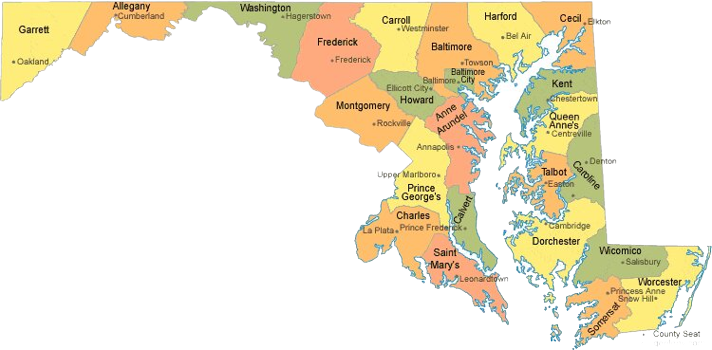 Garrett
Oakland
Allegany
Cumberland
Washington
Hagerstown
Frederick
Frederick
Carroll
Westminster
Baltimore
Towson
Baltimore
City
Baltimore
Harford
Bel Air
Cecil
Elkton
Howard
Ellicott City
Montgomery
Rockville
Anne
Arundel
Annapolis
Kent
Chestertown
Queen
Anne's
Centreville
Talbot
Easton
Caroline
Denton
Upper Marlboro
Prince
George's
Charles
La Plata
Calvert
Prince Frederick
Saint
Mary's
Leonardtown
Cambridge
Dorchester
Wicomico
Salisbury
Worcester
Snow Hill
Somerset
Princess Anne
County Seat